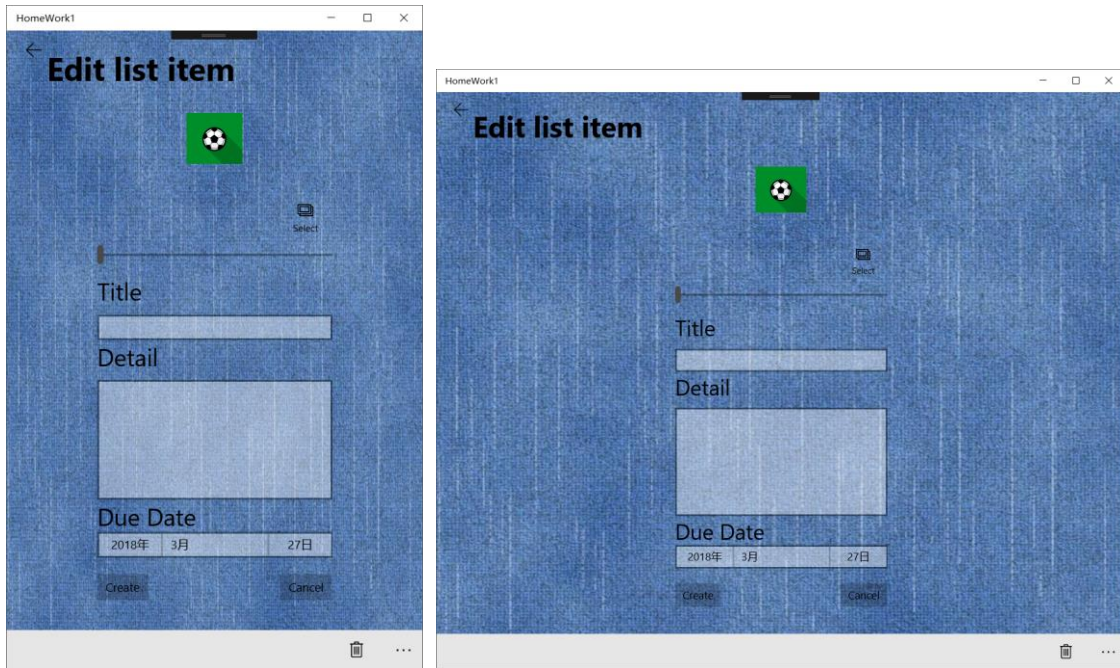 HomeWork1
Edit list item
Select
Title
Detail
Due Date
2018年 3月 27日
Create
Cancel
HomeWork1
Edit list item
Select
Title
Detail
Due Date
2018年 3月 27日
Create
Cancel